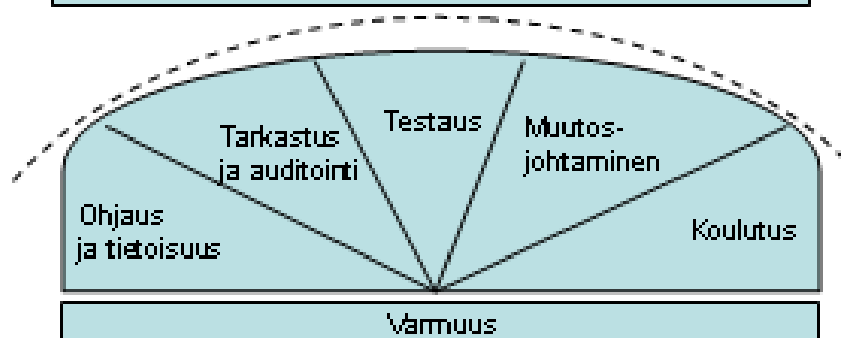 Testaus
Tarkastus
ja auditointi
Muutos-
johtaminen
Ohjaus
ja tietoisuus
Koulutus
Varmuus